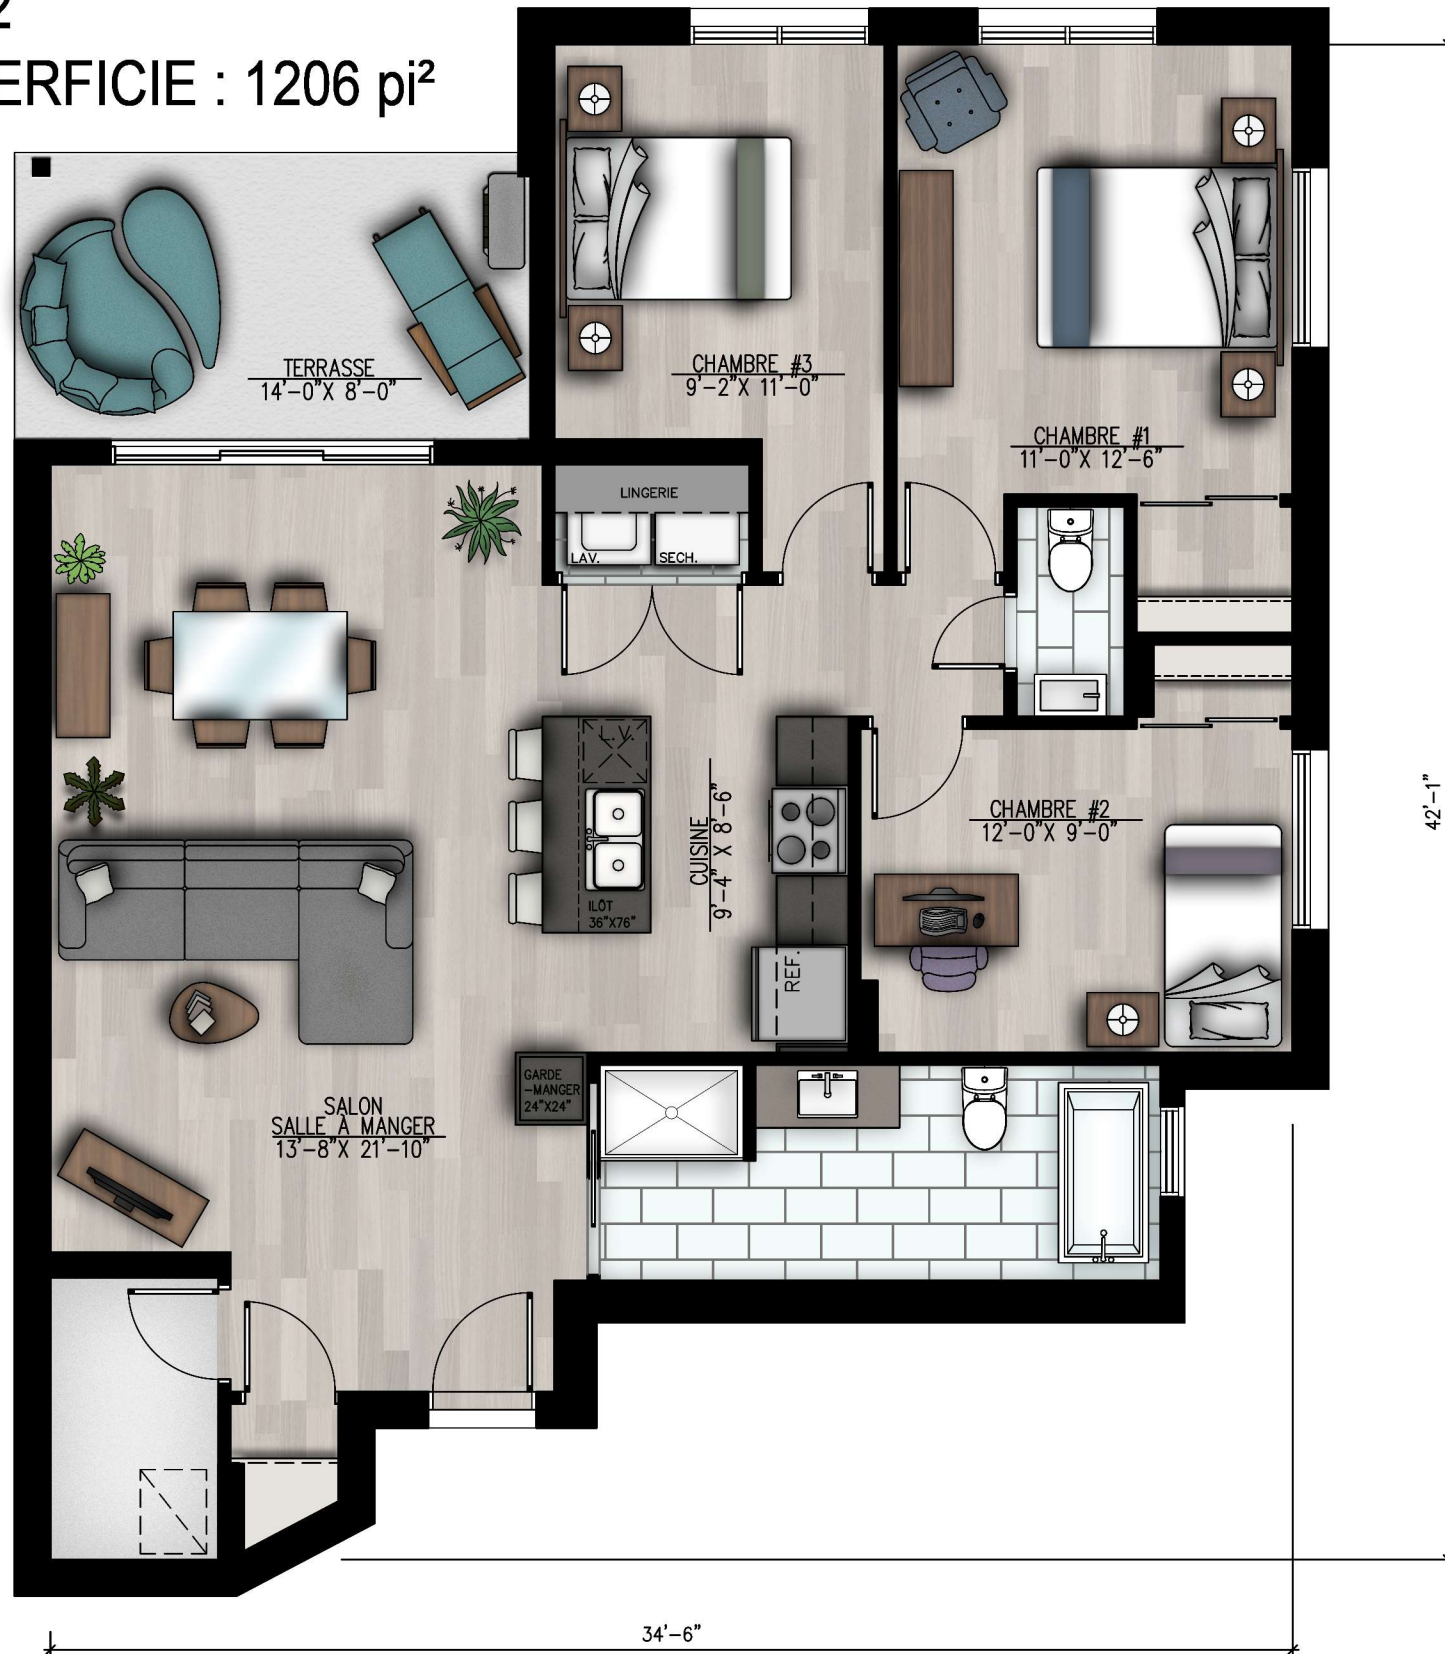 2
ERFICIE : 1206 pi²
TERRASSE
14'-0"X 8'-0"
CHAMBRE #3
9'-2"X 11'-0"
CHAMBRE #1
11'-0"X 12'-6"
LINGERIE
LAV.
SECH.
L.V.
ILÔT
36"X76"
CUISINE
9'-4" X 8'-6"
REF.
CHAMBRE #2
12'-0"X 9'-0"
42'-1"
GARDE
-MANGER
24"X24"
SALON
SALLE À MANGER
13'-8"X 21'-10"
34'-6"